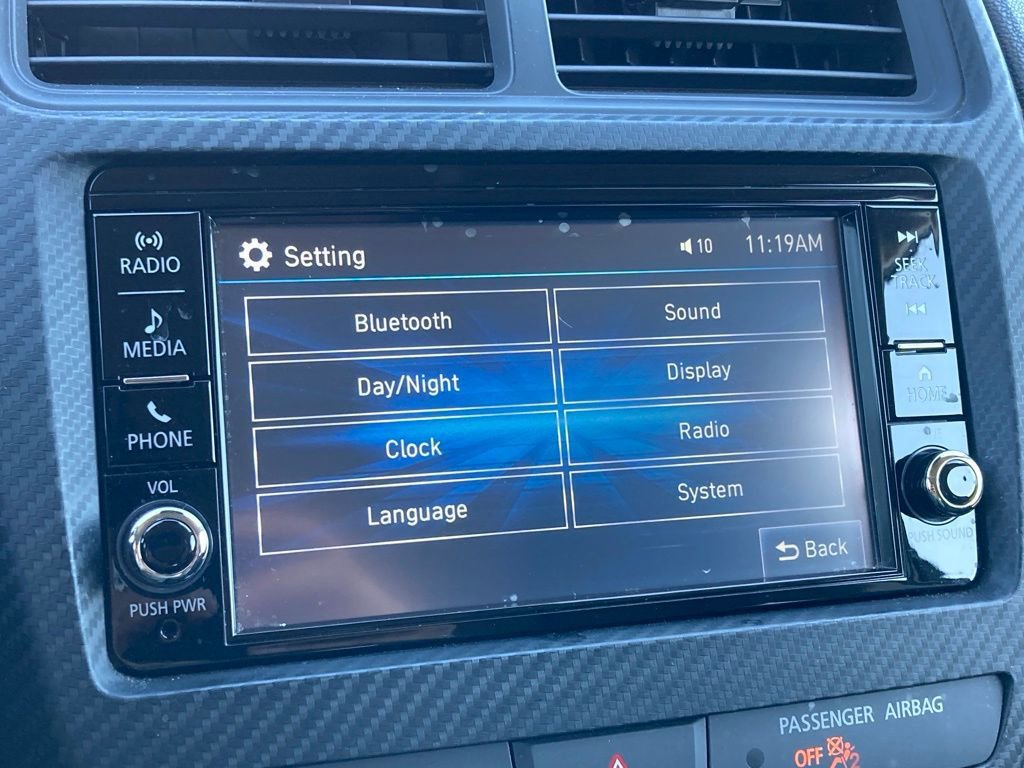 RADIO
MEDIA
PHONE
VOL
PUSH PWR
Setting
10
11:19AM
Bluetooth
Sound
Day/Night
Display
Clock
Radio
Language
System
Back
SEEK
TRACK
HOME
PUSH SOUND
PASSENGER AIRBAG
OFF
2